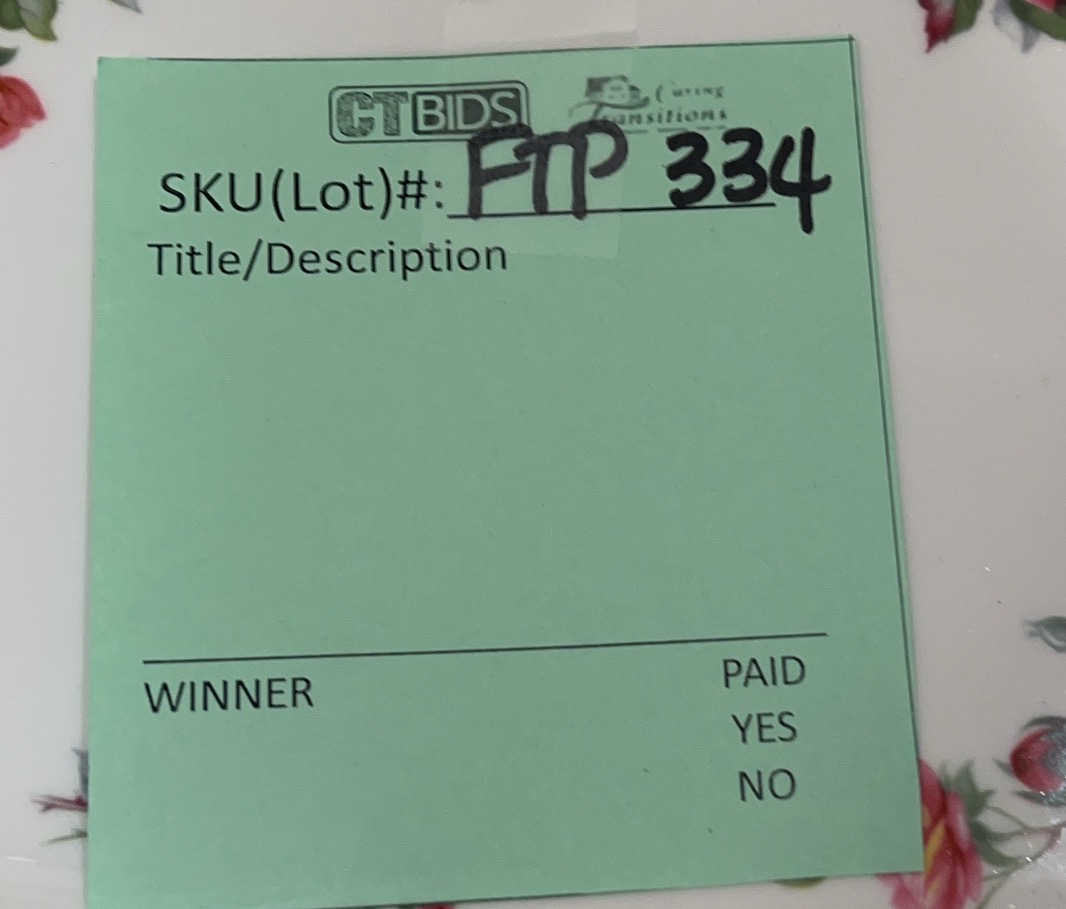 CTBIDS Caring
Transitions
SKU(Lot)#: FTP 334
Title/Description
WINNER PAID
YES
NO